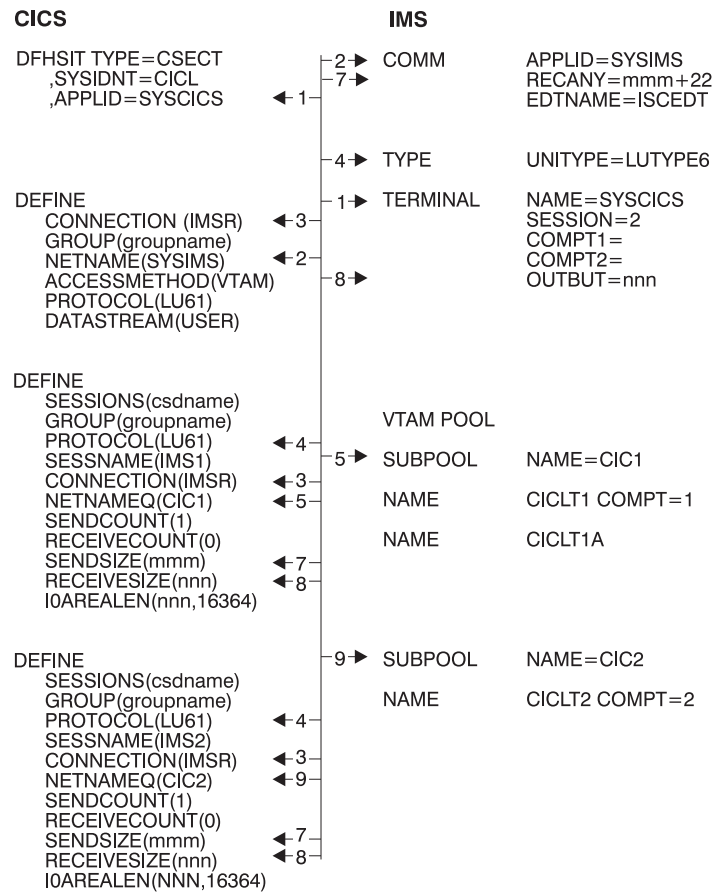 CICS IMS
DFHSIT TYPE=CSECT 2 COMM APPLID=SYSIMS
,SYSIDNT=CICL 7 RECANY=mmm+22
,APPLID=SYSCICS 1 EDTNAME=ISCEDT
4 TYPE UNITYPE=LUTYPE6
DEFINE 1 TERMINAL NAME=SYSCICS
CONNECTION (IMSR) 3 SESSION=2
GROUP(groupname) COMPT1=
NETNAME(SYSIMS) 2 COMPT2=
ACCESSMETHOD(VTAM) 8 OUTBUT=nnn
PROTOCOL(LU61)
DATASTREAM(USER)
DEFINE
SESSIONS(csdname)
GROUP(groupname) VTAM POOL
PROTOCOL(LU61) 4
SESSNAME(IMS1) 5 SUBPOOL NAME=CIC1
CONNECTION(IMSR) 3
NETNAMEQ(CIC1) 5 NAME CICLT1 COMPT=1
SENDCOUNT(1)
RECEIVECOUNT(0) NAME CICLT1A
SENDSIZE(mmm) 7
RECEIVESIZE(nnn) 8
I0AREALEN(nnn,16364)
DEFINE 9 SUBPOOL NAME=CIC2
SESSIONS(csdname)
GROUP(groupname) NAME CICLT2 COMPT=2
PROTOCOL(LU61) 4
SESSNAME(IMS2)
CONNECTION(IMSR) 3
NETNAMEQ(CIC2) 9
SENDCOUNT(1)
RECEIVECOUNT(0)
SENDSIZE(mmm) 7
RECEIVESIZE(nnn) 8
I0AREALEN(NNN,16364)